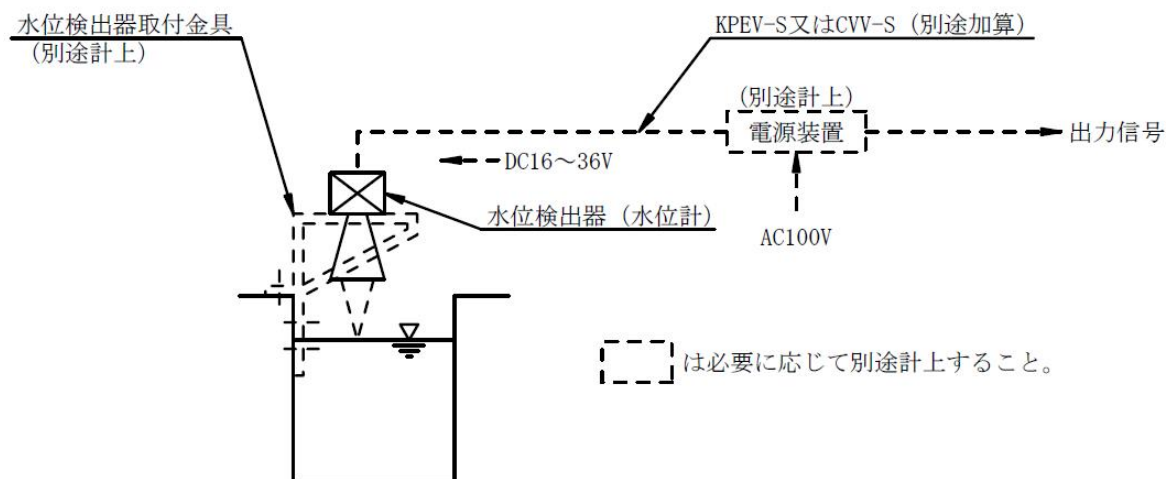 水位検出器取付金具
(別途計上)
KPEV-S又はCVV-S (別途加算)
(別途計上)
電源装置
出力信号
DC16～36V
水位検出器 (水位計)
AC100V
は必要に応じて別途計上すること。